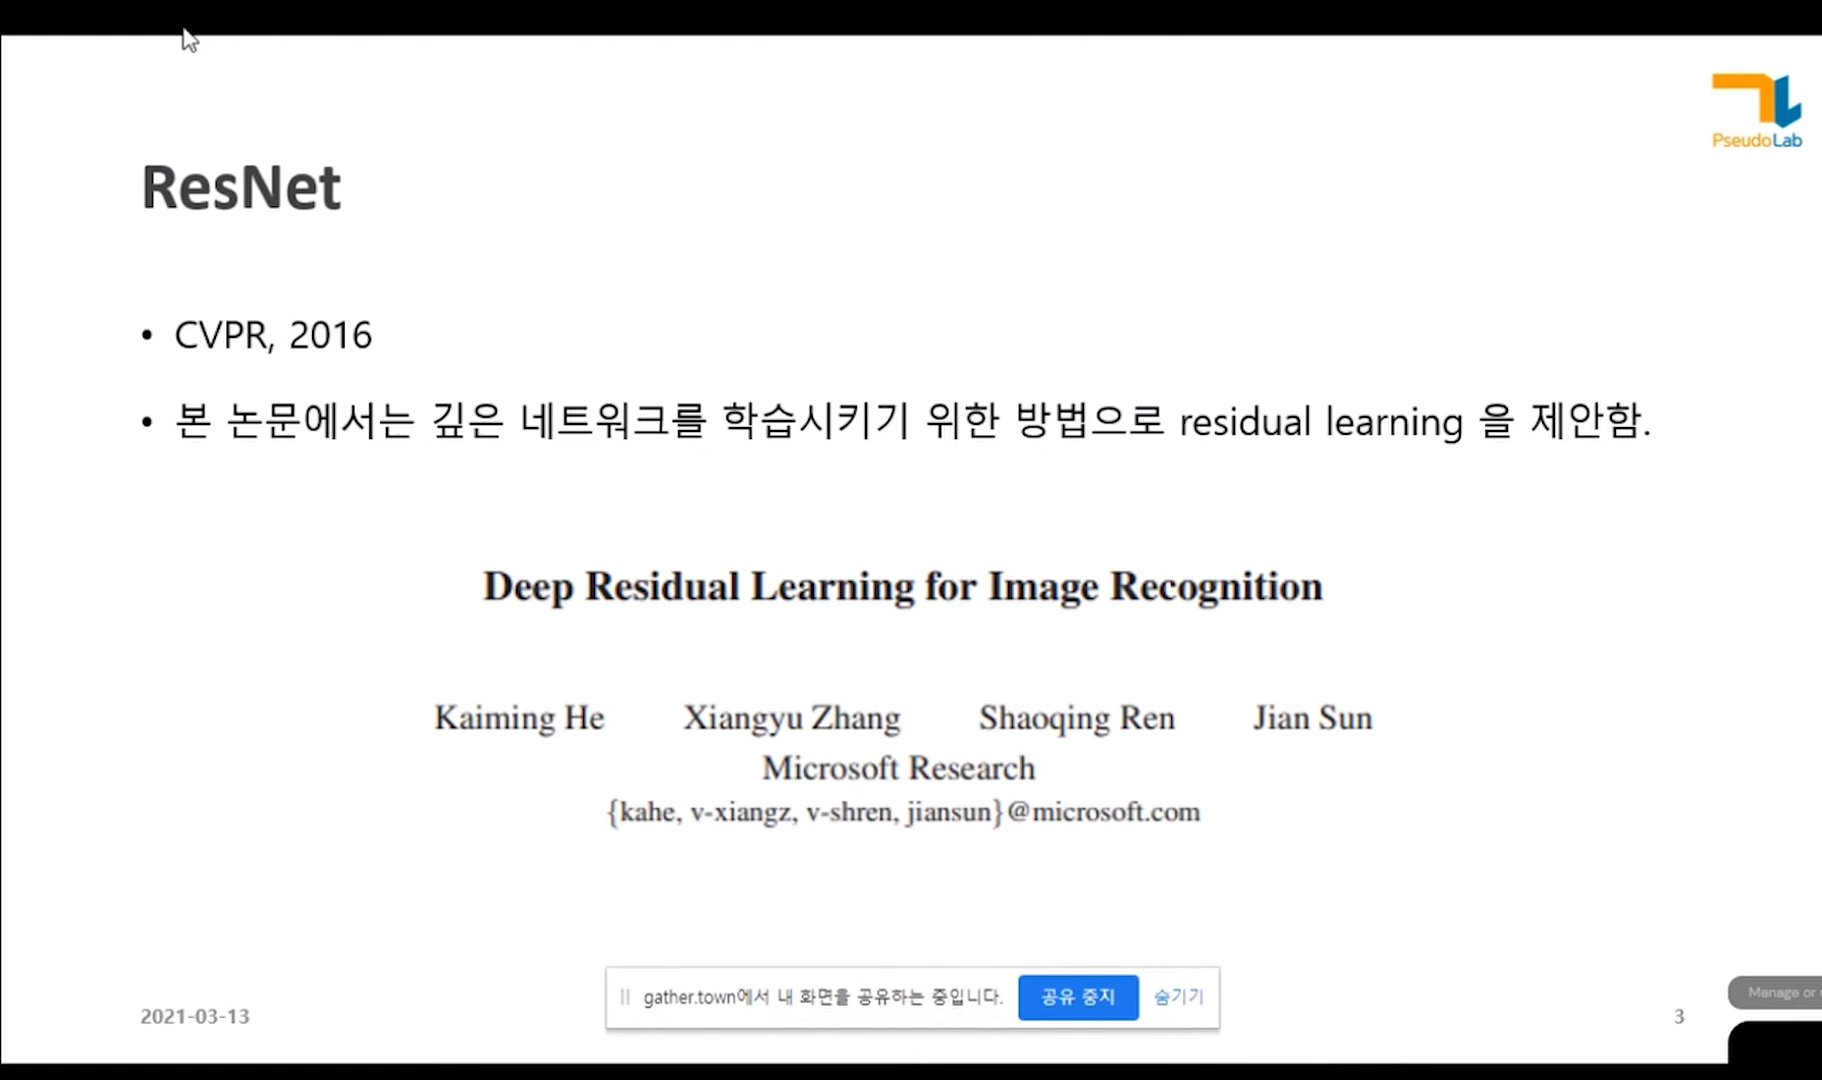 PseudoLab
ResNet
• CVPR, 2016
• 본 논문에서는 깊은 네트워크를 학습시키기 위한 방법으로 residual learning 을 제안함.
Deep Residual Learning for Image Recognition
Kaiming He Xiangyu Zhang Shaoqing Ren Jian Sun
Microsoft Research
{kahe, v-xiangz, v-shren, jiansun}@microsoft.com
gather.town에서 내 화면을 공유하는 중입니다. 공유 중지 숨기기
Manage or
2021-03-13
3